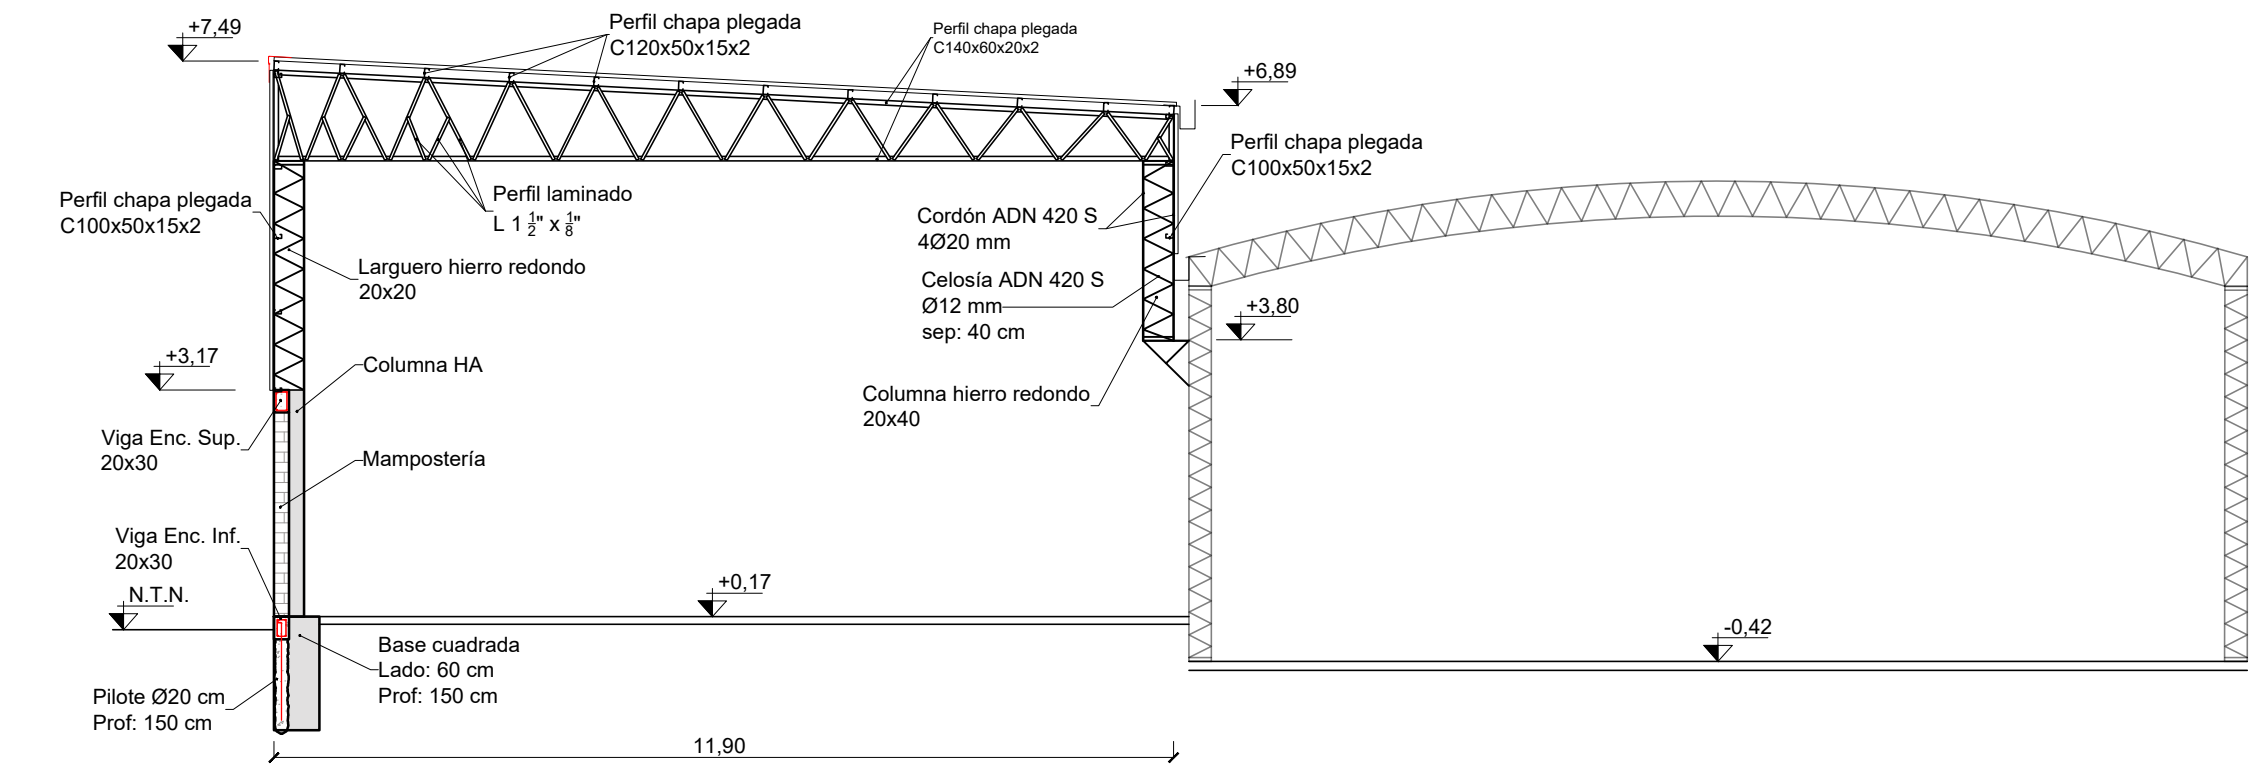 +7,49
Perfil chapa plegada
C120x50x15x2
Perfil chapa plegada
C140x60x20x2
+6,89
Perfil chapa plegada
C100x50x15x2
Perfil chapa plegada
C100x50x15x2
Perfil laminado
L 1 1/2" x 1/8"
Cordón ADN 420 S
4Ø20 mm
Larguero hierro redondo
20x20
Celosía ADN 420 S
Ø12 mm
sep: 40 cm
+3,80
+3,17
Columna HA
Columna hierro redondo
20x40
Viga Enc. Sup.
20x30
Mampostería
Viga Enc. Inf.
20x30
N.T.N.
+0,17
-0,42
Base cuadrada
Lado: 60 cm
Prof: 150 cm
Pilote Ø20 cm
Prof: 150 cm
11,90